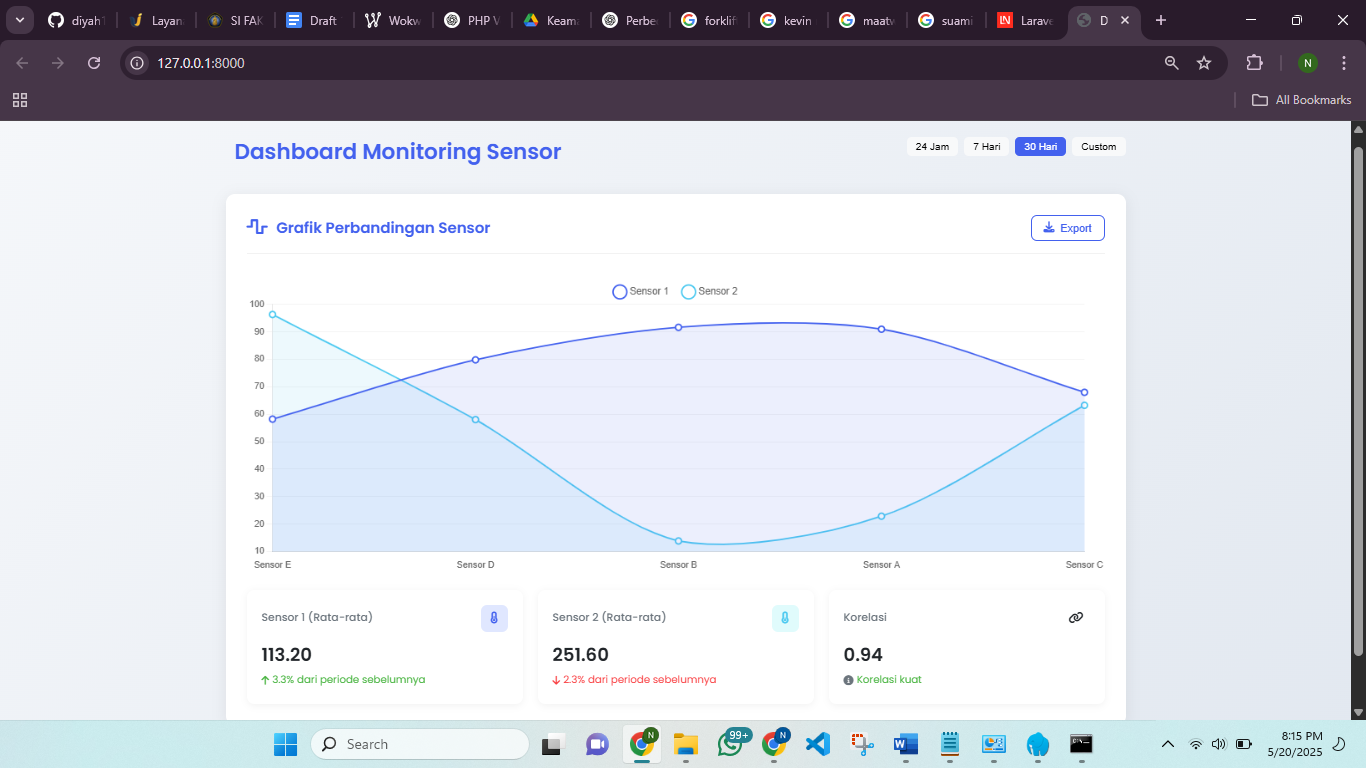 diyah1
Layan
SI FAK
Draft
Wokw
PHP V
Keam
Perbe
forklif
kevin
maatw
suami
Larave
D
127.0.0.1:8000
N
All Bookmarks
Dashboard Monitoring Sensor
24 Jam
7 Hari
30 Hari
Custom
Grafik Perbandingan Sensor
Export
Sensor 1
Sensor 2
100
90
80
70
60
50
40
30
20
10
Sensor E
Sensor D
Sensor B
Sensor A
Sensor C
Sensor 1 (Rata-rata)
113.20
3.3% dari periode sebelumnya
Sensor 2 (Rata-rata)
251.60
2.3% dari periode sebelumnya
Korelasi
0.94
Korelasi kuat
Search
N
99+
N
8:15 PM
5/20/2025